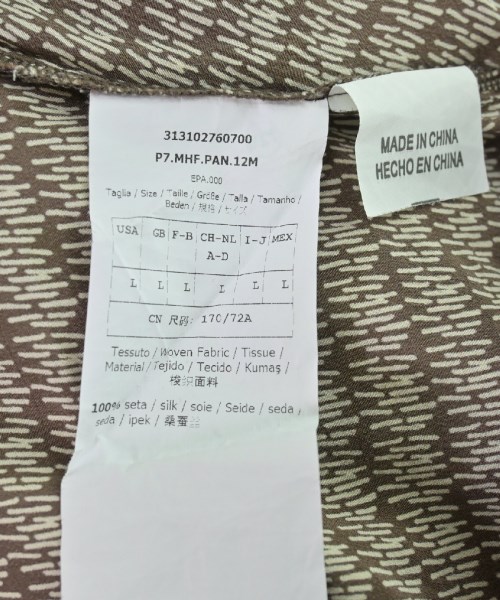 313102760700
P7.MHF.PAN.12M
EPA.000
Taglia / Size / Taille / Größe / Talla / Tamanho /
Beden / 規格 / サイズ
USA GB F-B CH-NL I-J MEX
A-D
L L L L L L
CN 尺码: 170/72A
Tessuto / Woven Fabric / Tissue /
Material / Tejido / Tecido / Kumaş /
梭织面料
100% seta / silk / soie / Seide / seda /
seda / ipek / 桑蚕丝
MADE IN CHINA
HECHO EN CHINA